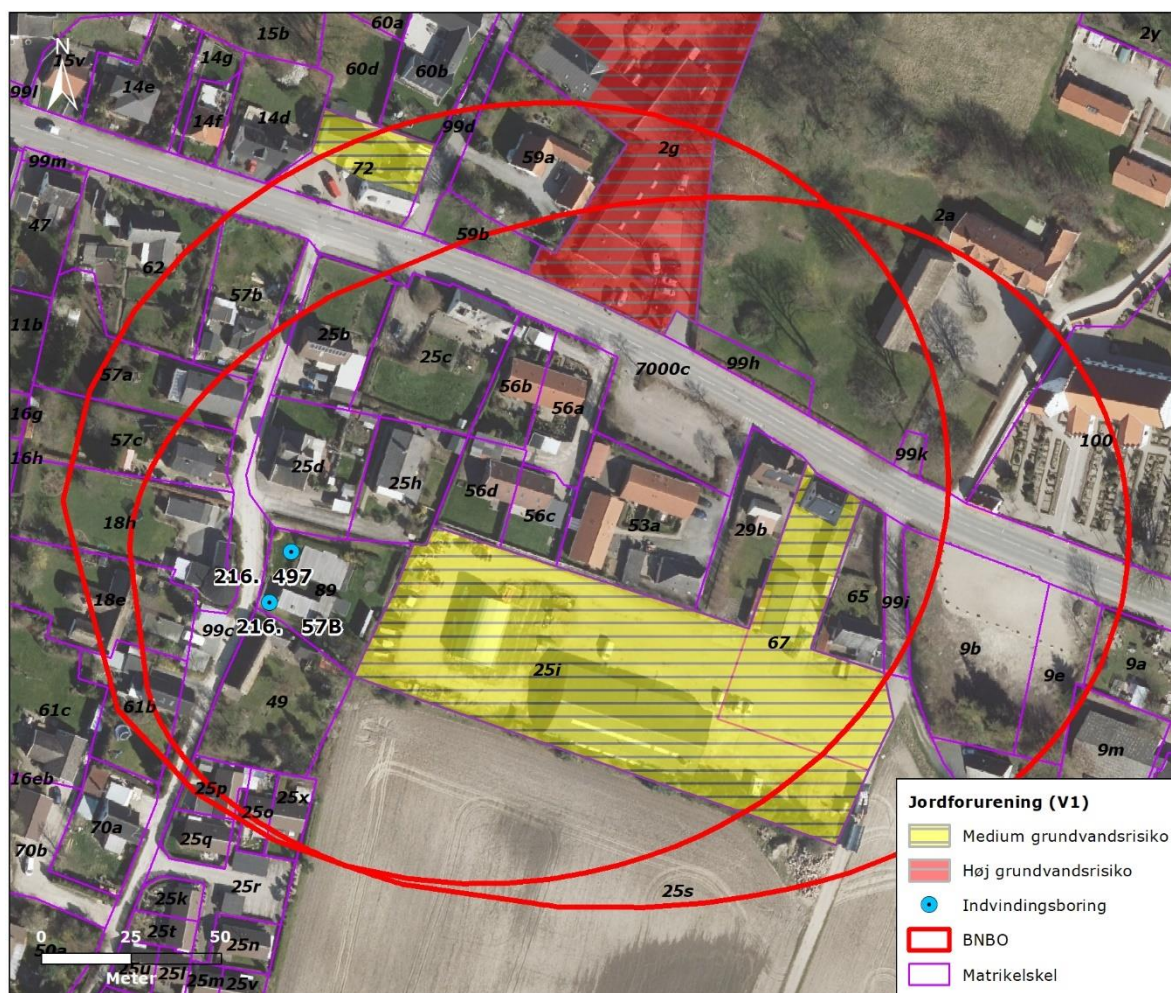 N
60a
15b
2y
15v
14g
60d
60b
14e
99l
14f
14d
99d
59a
2g
72
99m
47
62
59b
2a
57b
11b
25b
25c
7000c
99h
57a
56b
56a
16g
57c
99k
100
16h
25d
25h
56d
18h
56c
53a
29b
216. 497
89
65
18e
99i
216. 57B
99c
67
9b
25i
9e
9a
61b
49
61c
9m
16eb
25p
25x
25o
70a
25q
70b
25r
25s
25k
25t
25n
50a
25u
25l
25m
25v
0 25 50
Meter
Jordforurening (V1)
Medium grundvandsrisiko
Høj grundvandsrisiko
Indvindingsboring
BNBO
Matrikelskel